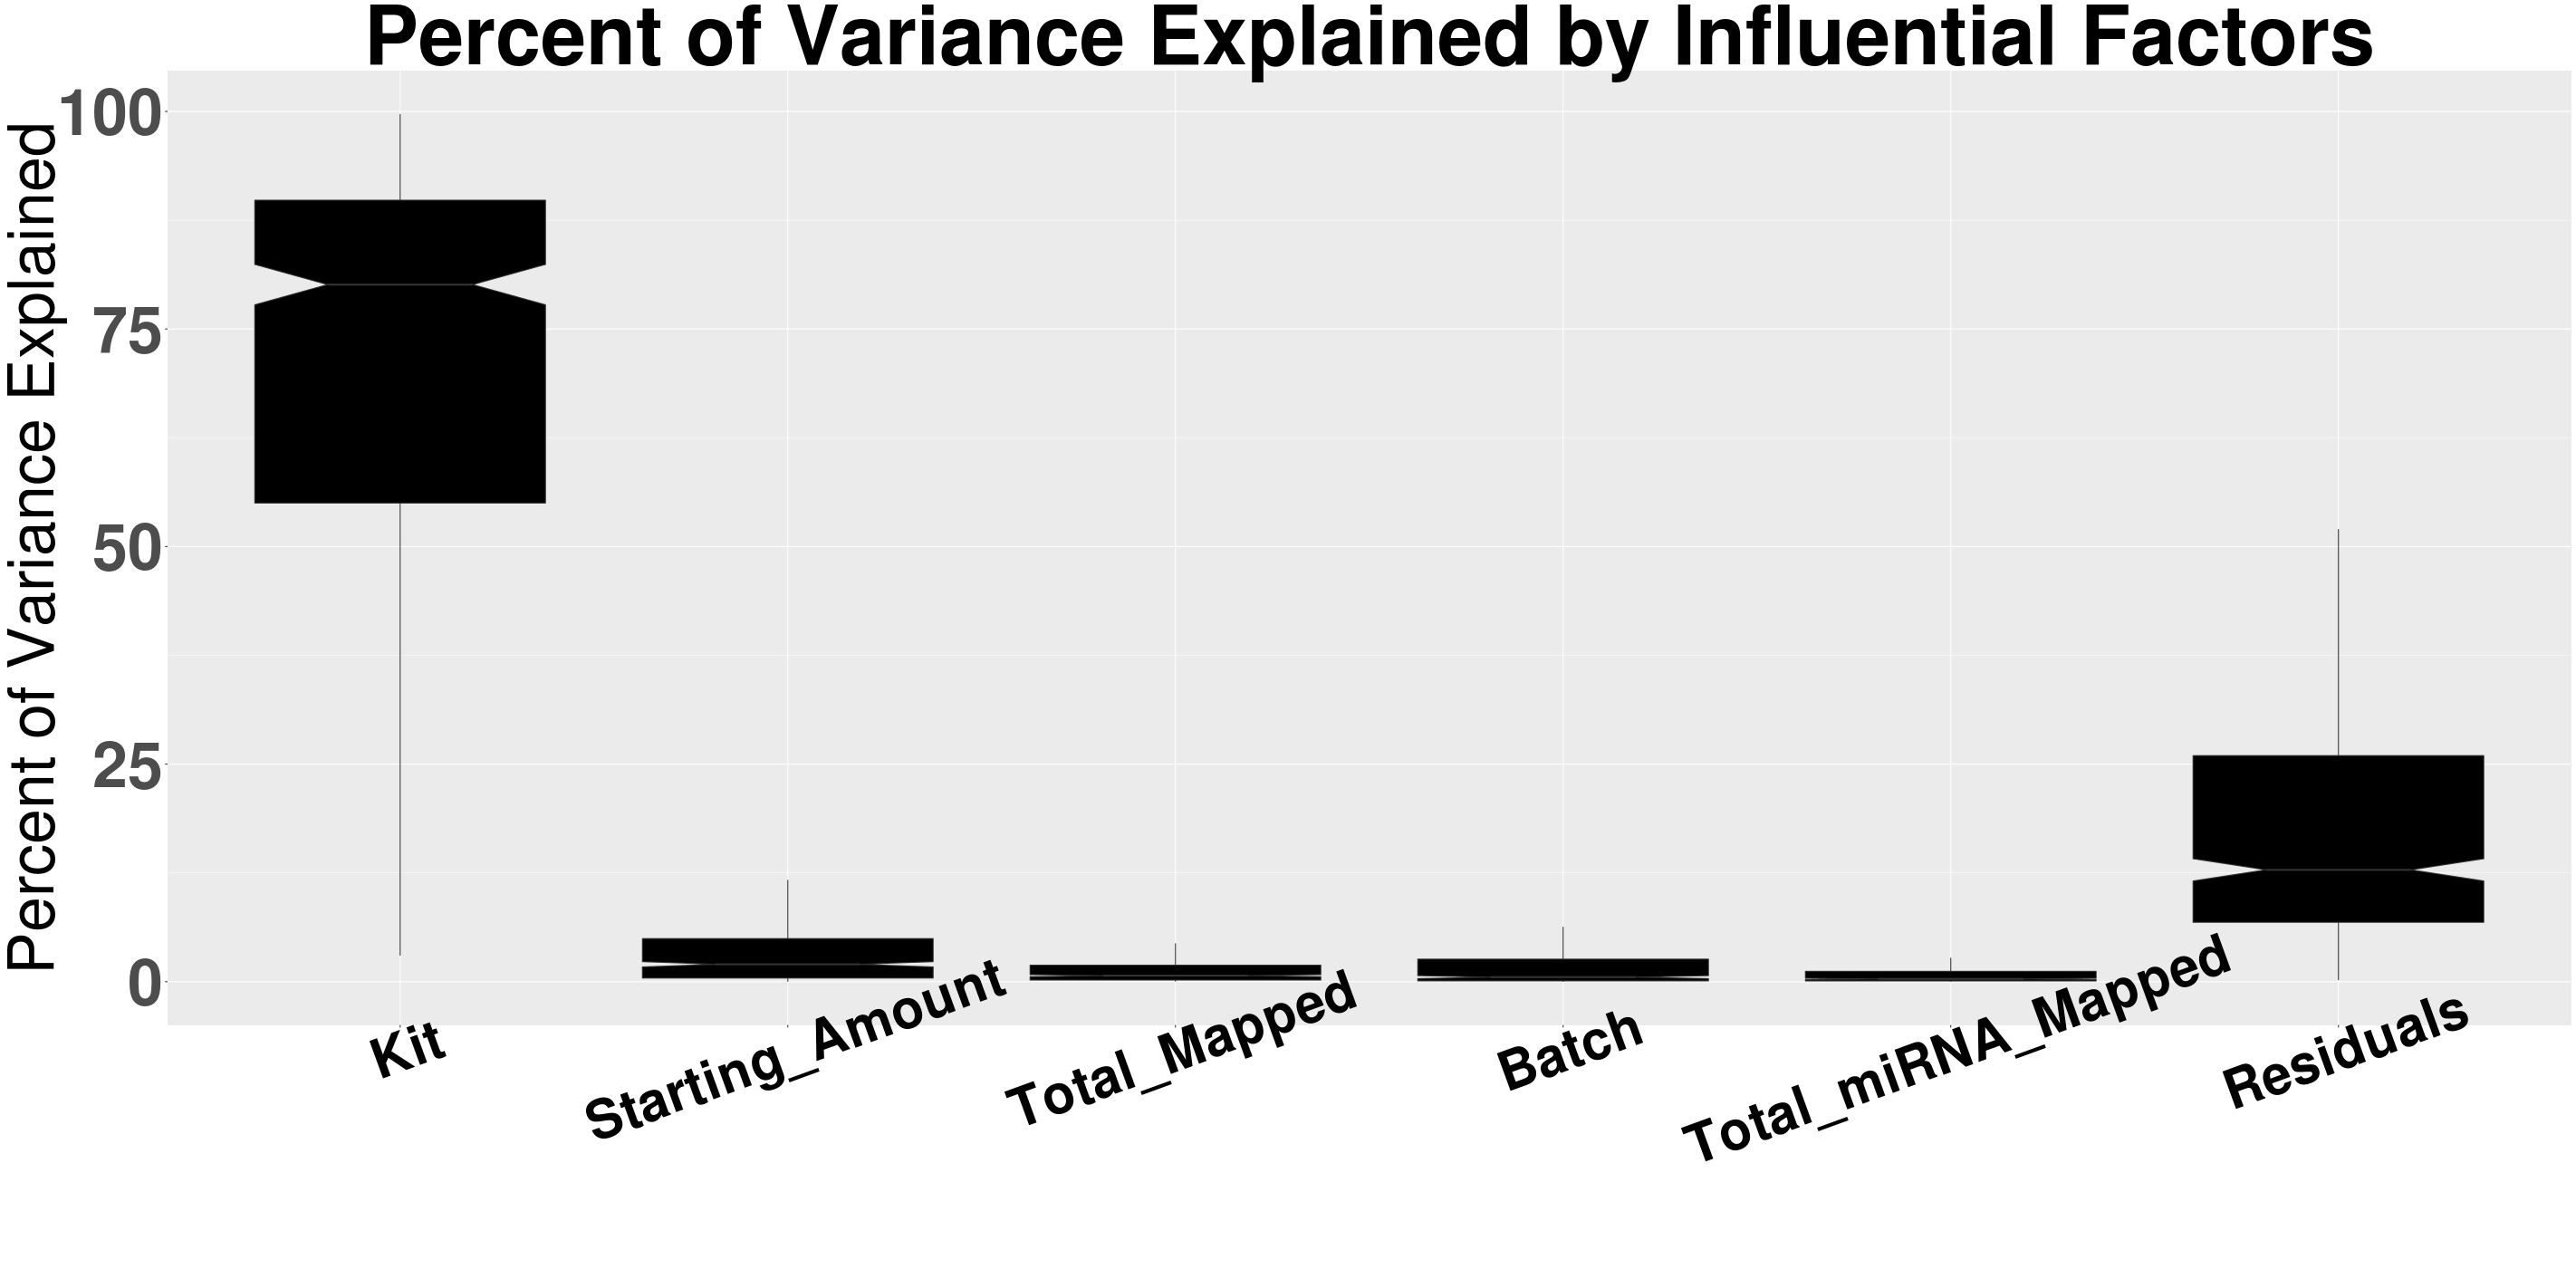 Percent of Variance Explained by Influential Factors
Percent of Variance Explained
100
75
50
25
0
Kit
Starting_Amount
Total_Mapped
Batch
Total_miRNA_Mapped
Residuals